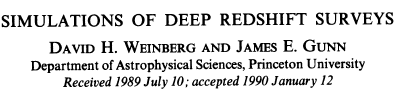 SIMULATIONS OF DEEP REDSHIFT SURVEYS
DAVID H. WEINBERG AND JAMES E. GUNN
Department of Astrophysical Sciences, Princeton University
Received 1989 July 10; accepted 1990 January 12